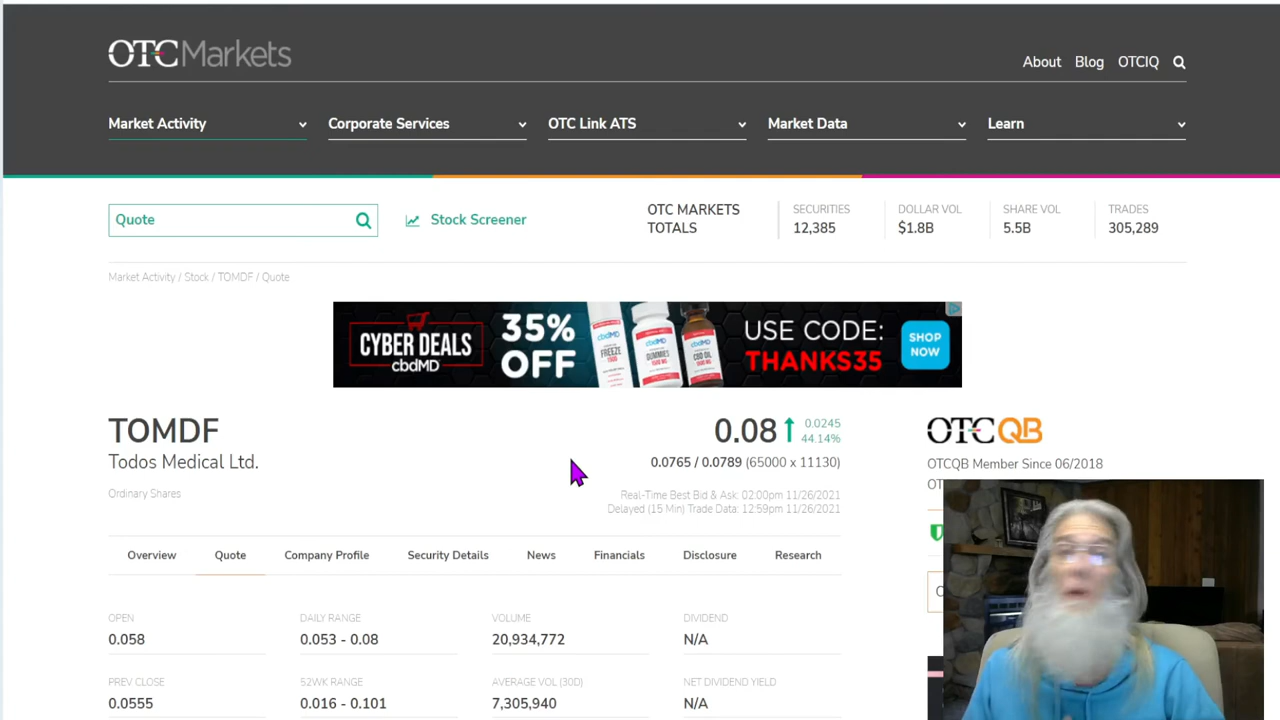 OTCMarkets
About Blog OTCIQ
Market Activity Corporate Services OTC Link ATS Market Data Learn
Quote
Stock Screener
OTC MARKETS
TOTALS
SECURITIES
12,385
DOLLAR VOL
$1.8B
SHARE VOL
5.5B
TRADES
305,289
Market Activity / Stock / TOMDF / Quote
CYBER DEALS
cbdMD
35%
OFF
cbdMD
FREEZE
cbdMD
GUMMIES
cbdMD
CBD OIL
USE CODE:
THANKS35
SHOP
NOW
TOMDF
Todos Medical Ltd.
Ordinary Shares
0.08
0.0245
44.14%
0.0765 / 0.0789 (65000 x 11130)
Real-Time Best Bid & Ask: 02:00pm 11/26/2021
Delayed (15 Min) Trade Data: 12:59pm 11/26/2021
OTCQB
OTCQB Member Since 06/2018
Overview Quote Company Profile Security Details News Financials Disclosure Research
OPEN
0.058
DAILY RANGE
0.053 - 0.08
VOLUME
20,934,772
DIVIDEND
N/A
PREV CLOSE
0.0555
52WK RANGE
0.016 - 0.101
AVERAGE VOL (30D)
7,305,940
NET DIVIDEND YIELD
N/A